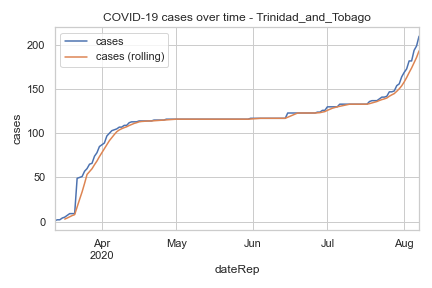 COVID-19 cases over time - Trinidad_and_Tobago
cases
cases (rolling)
cases
200
150
100
50
0
Apr
2020
May
Jun
Jul
Aug
dateRep